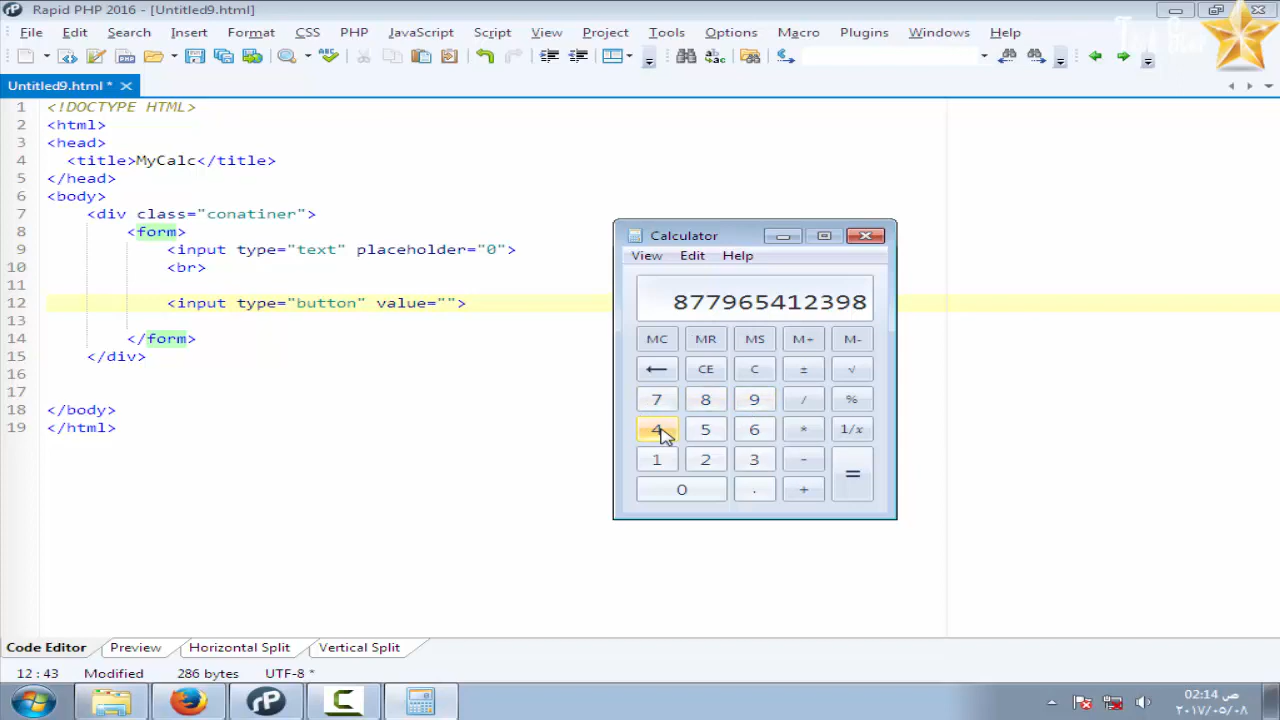 Rapid PHP 2016 - [Untitled9.html]
File Edit Search Insert Format CSS PHP JavaScript Script View Project Tools Options Macro Plugins Windows Help
Untitled9.html *
1 <!DOCTYPE HTML>
2 <html>
3 <head>
4 <title>MyCalc</title>
5 </head>
6 <body>
7 <div class="conatiner">
8 <form>
9 <input type="text" placeholder="0">
10 <br>
11
12 <input type="button" value="">
13
14 </form>
15 </div>
16
17
18 </body>
19 </html>
Calculator
View Edit Help
877965412398
MC MR MS M+ M-
← CE C ± √
7 8 9 / %
4 5 6 * 1/x
1 2 3 - =
0 . +
Code Editor Preview Horizontal Split Vertical Split
12 : 43 Modified 286 bytes UTF-8 *
02:14 ص
٢٠١٧/٠٥/٠٨